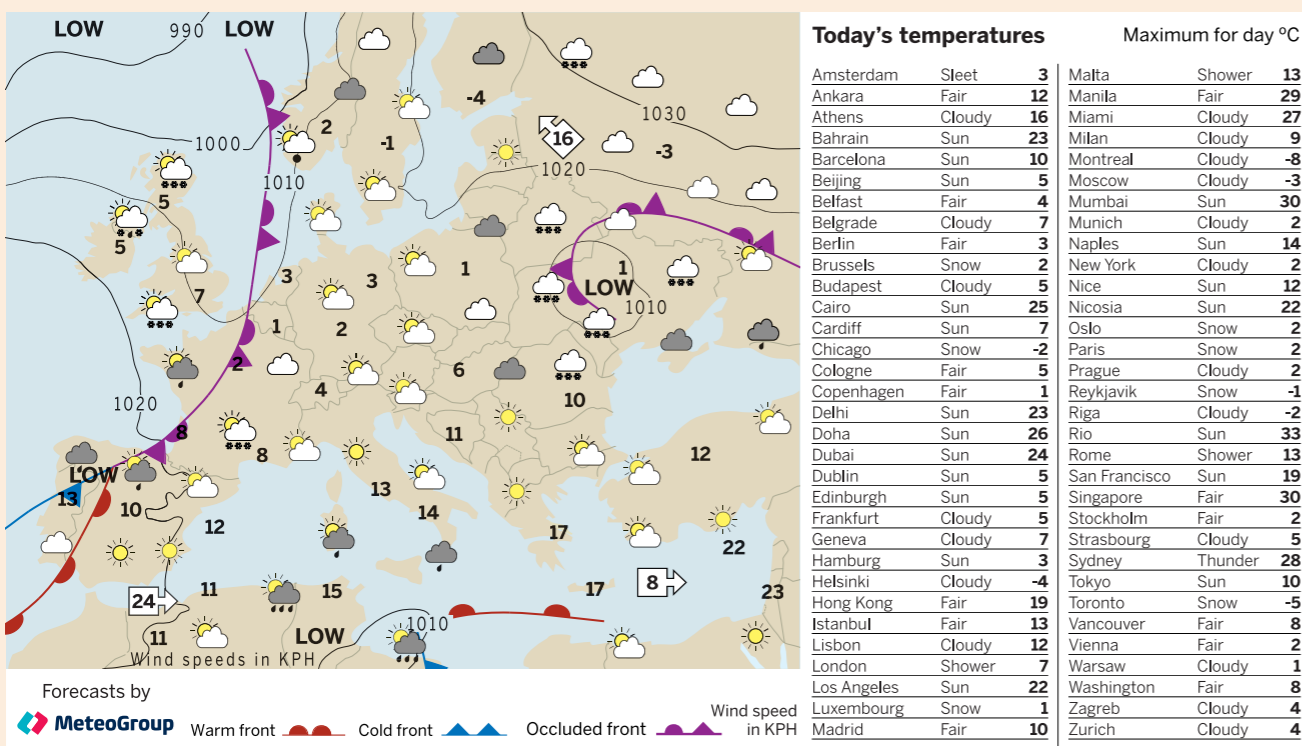 LOW
990
LOW
1000
1010
1030
1020
1010
1020
1010
LOW
LOW
LOW
-4
2
-1
16
-3
5
5
7
3
3
1
1
1
2
2
4
6
10
8
8
11
13
10
12
13
14
12
17
22
17
8
23
24
11
15
11
Wind speeds in KPH
Forecasts by
MeteoGroup
Warm front
Cold front
Occluded front
Wind speed
in KPH
Today's temperatures
Maximum for day ºC
Amsterdam Sleet 3
Ankara Fair 12
Athens Cloudy 16
Bahrain Sun 23
Barcelona Sun 10
Beijing Sun 5
Belfast Fair 4
Belgrade Cloudy 7
Berlin Fair 3
Brussels Snow 2
Budapest Cloudy 5
Cairo Sun 25
Cardiff Sun 7
Chicago Snow -2
Cologne Fair 5
Copenhagen Fair 1
Delhi Sun 23
Doha Sun 26
Dubai Sun 24
Dublin Sun 5
Edinburgh Sun 5
Frankfurt Cloudy 5
Geneva Cloudy 7
Hamburg Sun 3
Helsinki Cloudy -4
Hong Kong Fair 19
Istanbul Fair 13
Lisbon Cloudy 12
London Shower 7
Los Angeles Sun 22
Luxembourg Snow 1
Madrid Fair 10
Malta Shower 13
Manila Fair 29
Miami Cloudy 27
Milan Cloudy 9
Montreal Cloudy -8
Moscow Cloudy -3
Mumbai Sun 30
Munich Cloudy 2
Naples Sun 14
New York Cloudy 2
Nice Sun 12
Nicosia Sun 22
Oslo Snow 2
Paris Snow 2
Prague Cloudy 2
Reykjavik Snow -1
Riga Cloudy -2
Rio Sun 33
Rome Shower 13
San Francisco Sun 19
Singapore Fair 30
Stockholm Fair 2
Strasbourg Cloudy 5
Sydney Thunder 28
Tokyo Sun 10
Toronto Snow -5
Vancouver Fair 8
Vienna Fair 2
Warsaw Cloudy 1
Washington Fair 8
Zagreb Cloudy 4
Zurich Cloudy 4